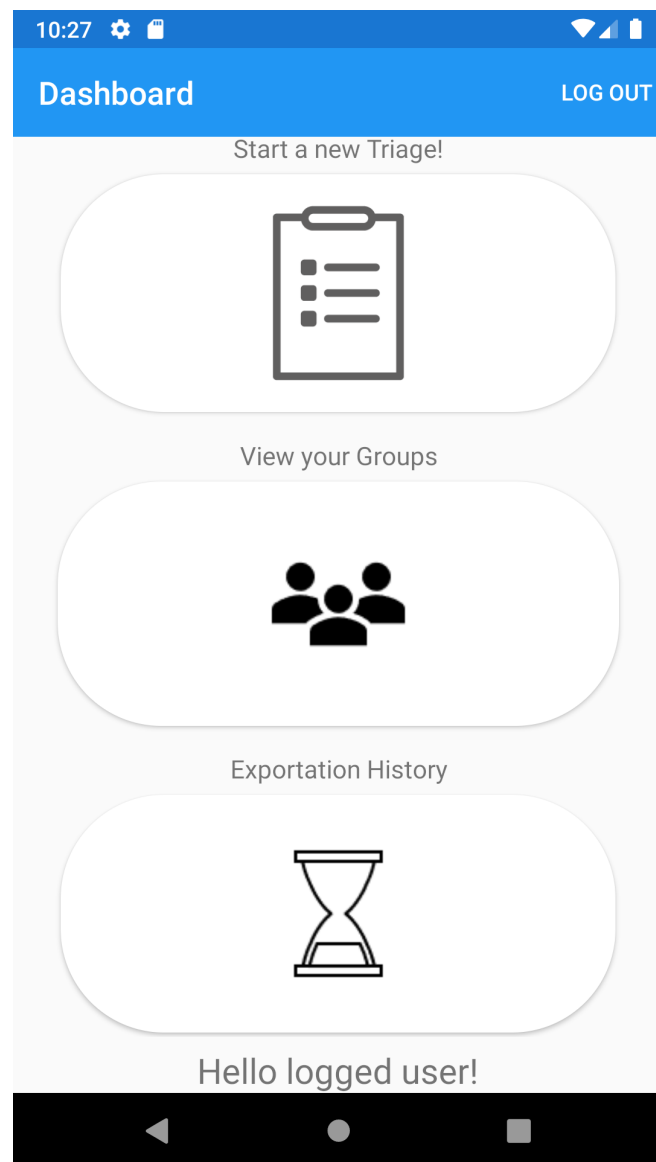 10:27
Dashboard LOG OUT
Start a new Triage!
View your Groups
Exportation History
Hello logged user!